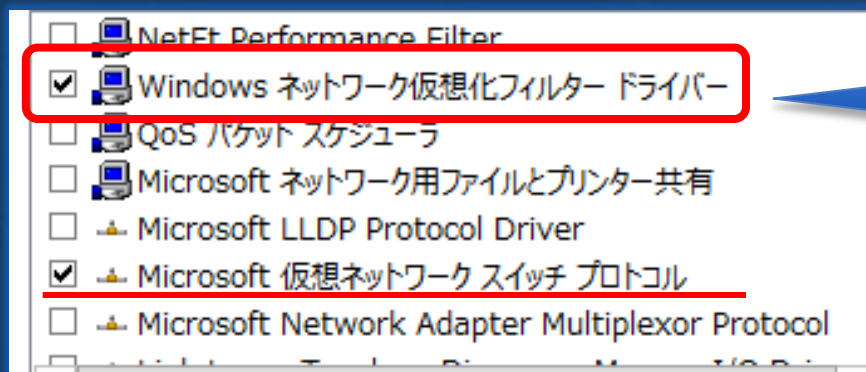 NetFt Performance Filter
Windows ネットワーク仮想化フィルター ドライバー
QoS パケット スケジューラ
Microsoft ネットワーク用ファイルとプリンター共有
Microsoft LLDP Protocol Driver
Microsoft 仮想ネットワーク スイッチ プロトコル
Microsoft Network Adapter Multiplexor Protocol